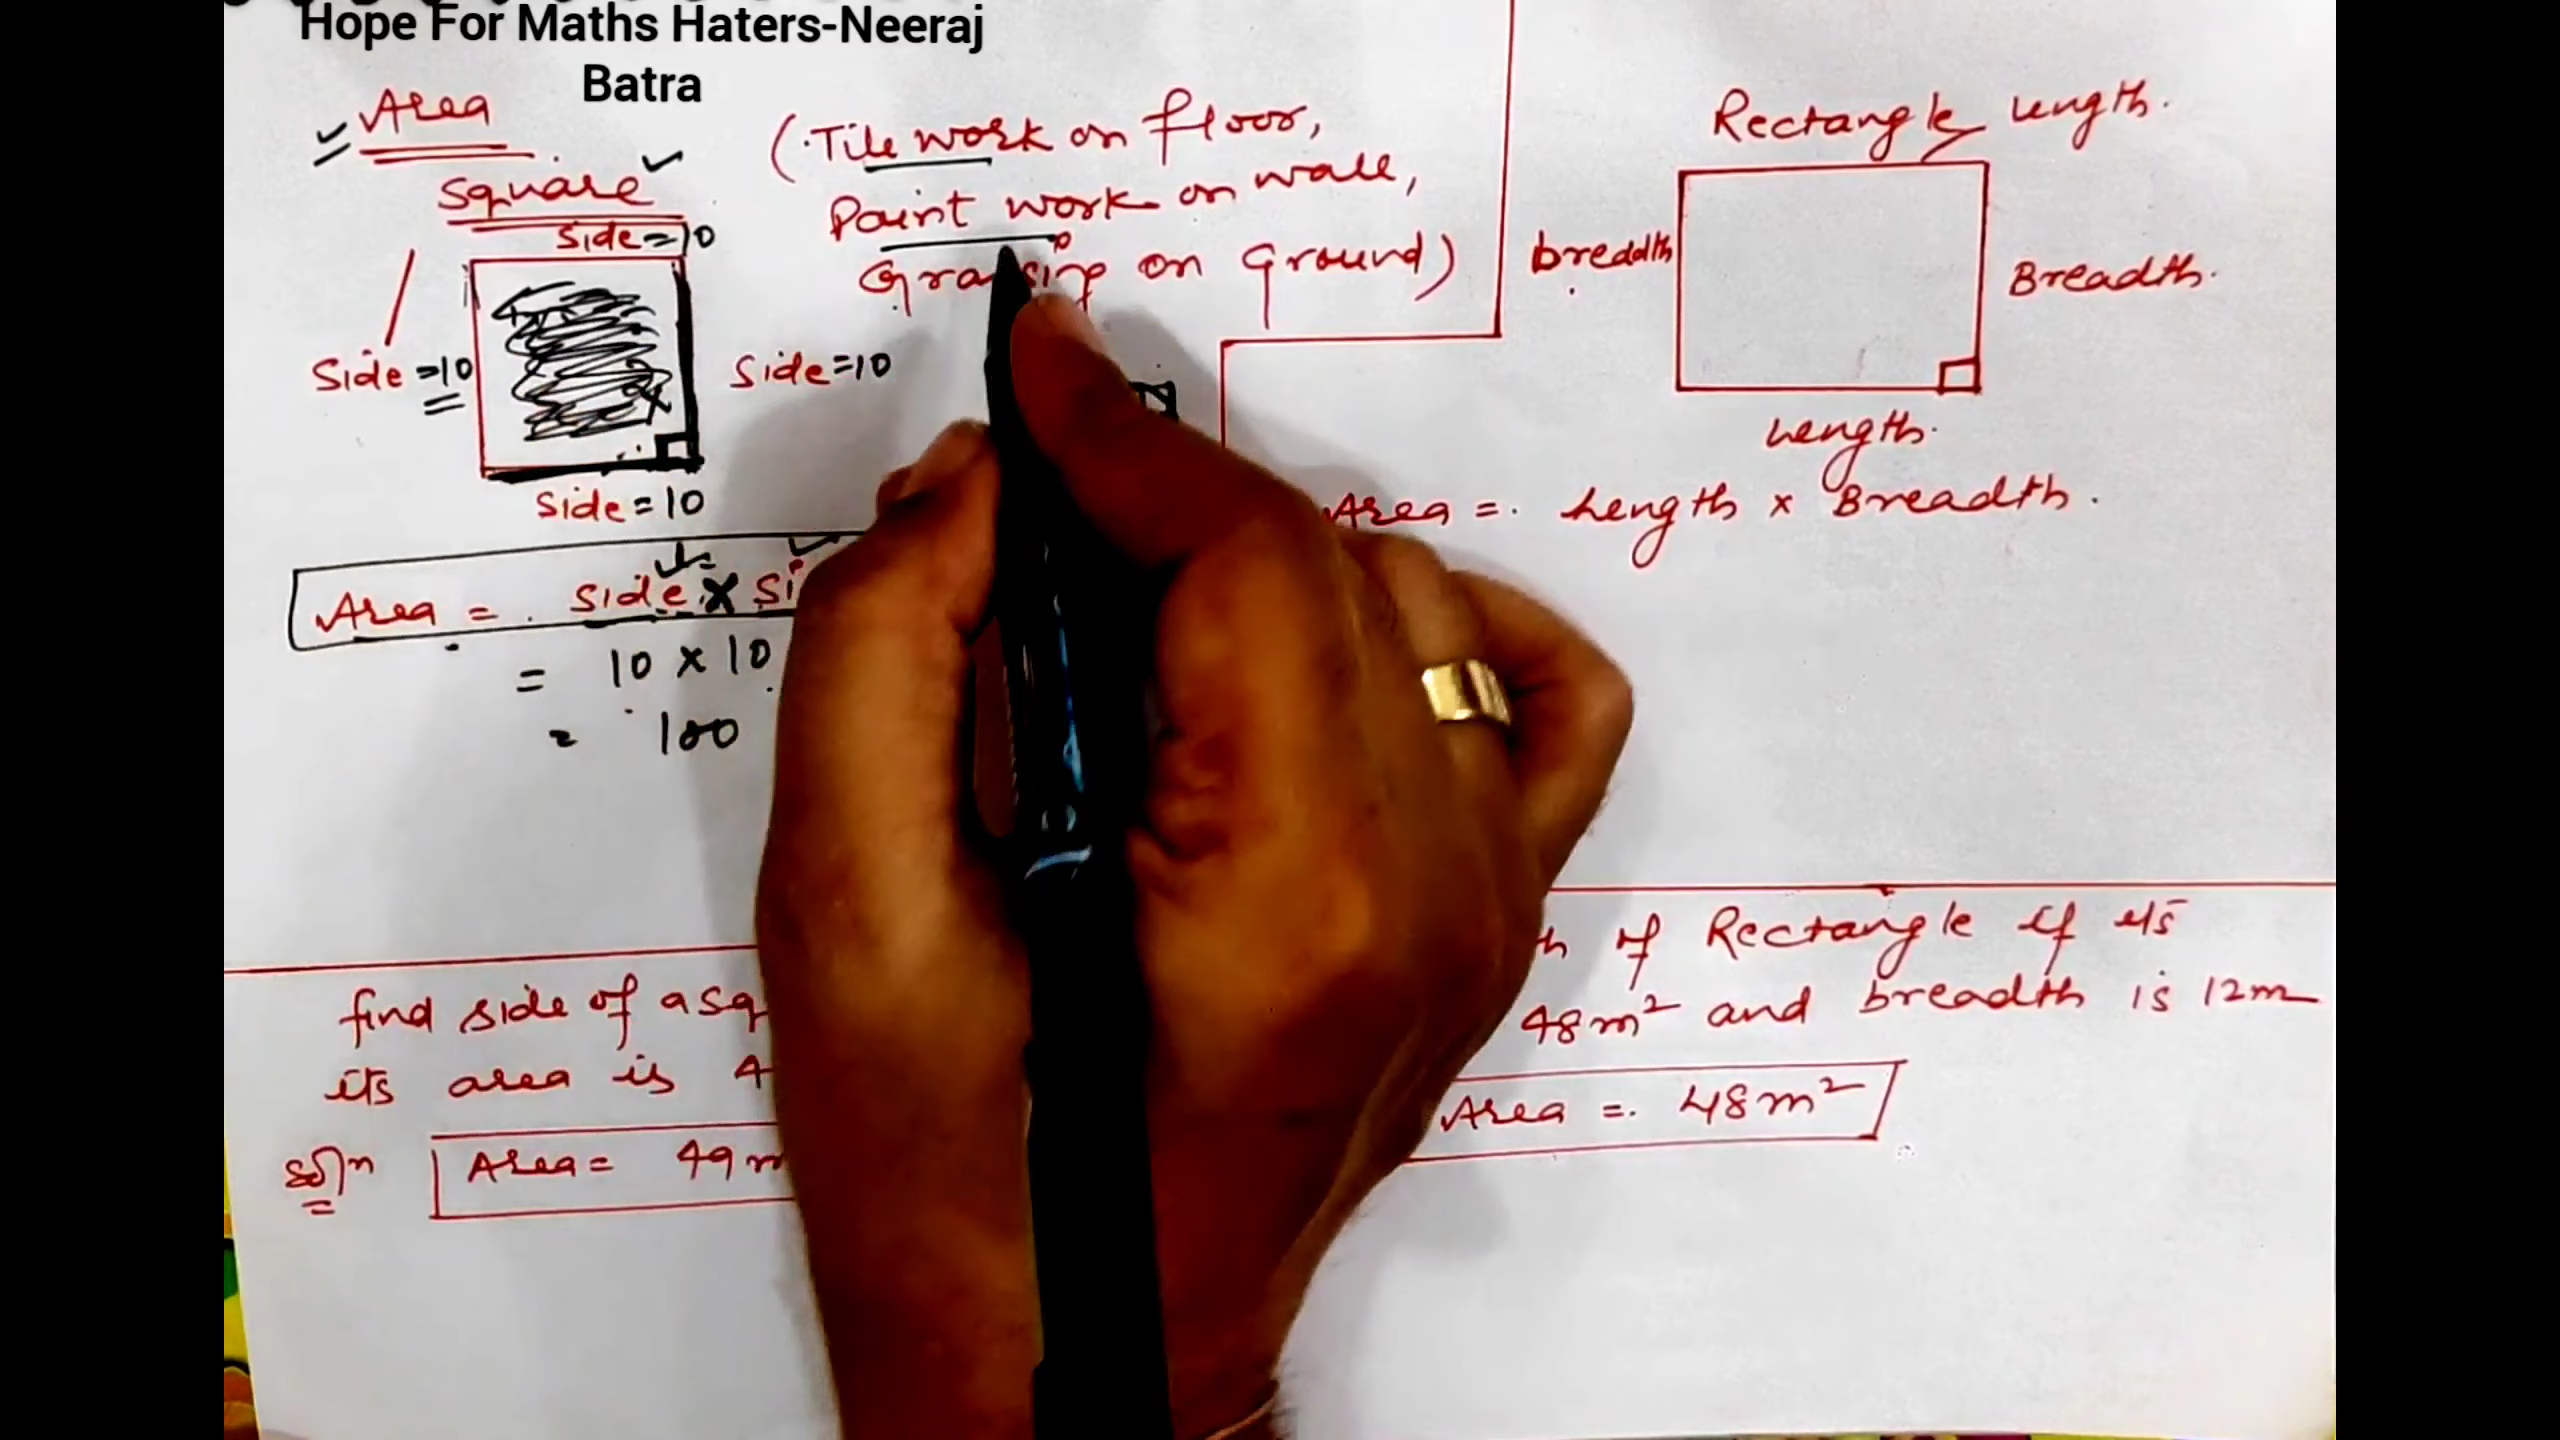 Hope For Maths Haters-Neeraj
Batra
Area
Square
Side = 10
Side = 10
Side = 10
Side = 10
(Tile work on floor,
Paint work on wall,
on Ground)
Area = Side ×
= 10 × 10
= 100
Rectangle length.
breadth
Breadth.
Length.
Area = Length × Breadth.
find side of a
its area is
Soln Area = 49
of Rectangle if its
48m² and breadth is 12m
Area = 48m²